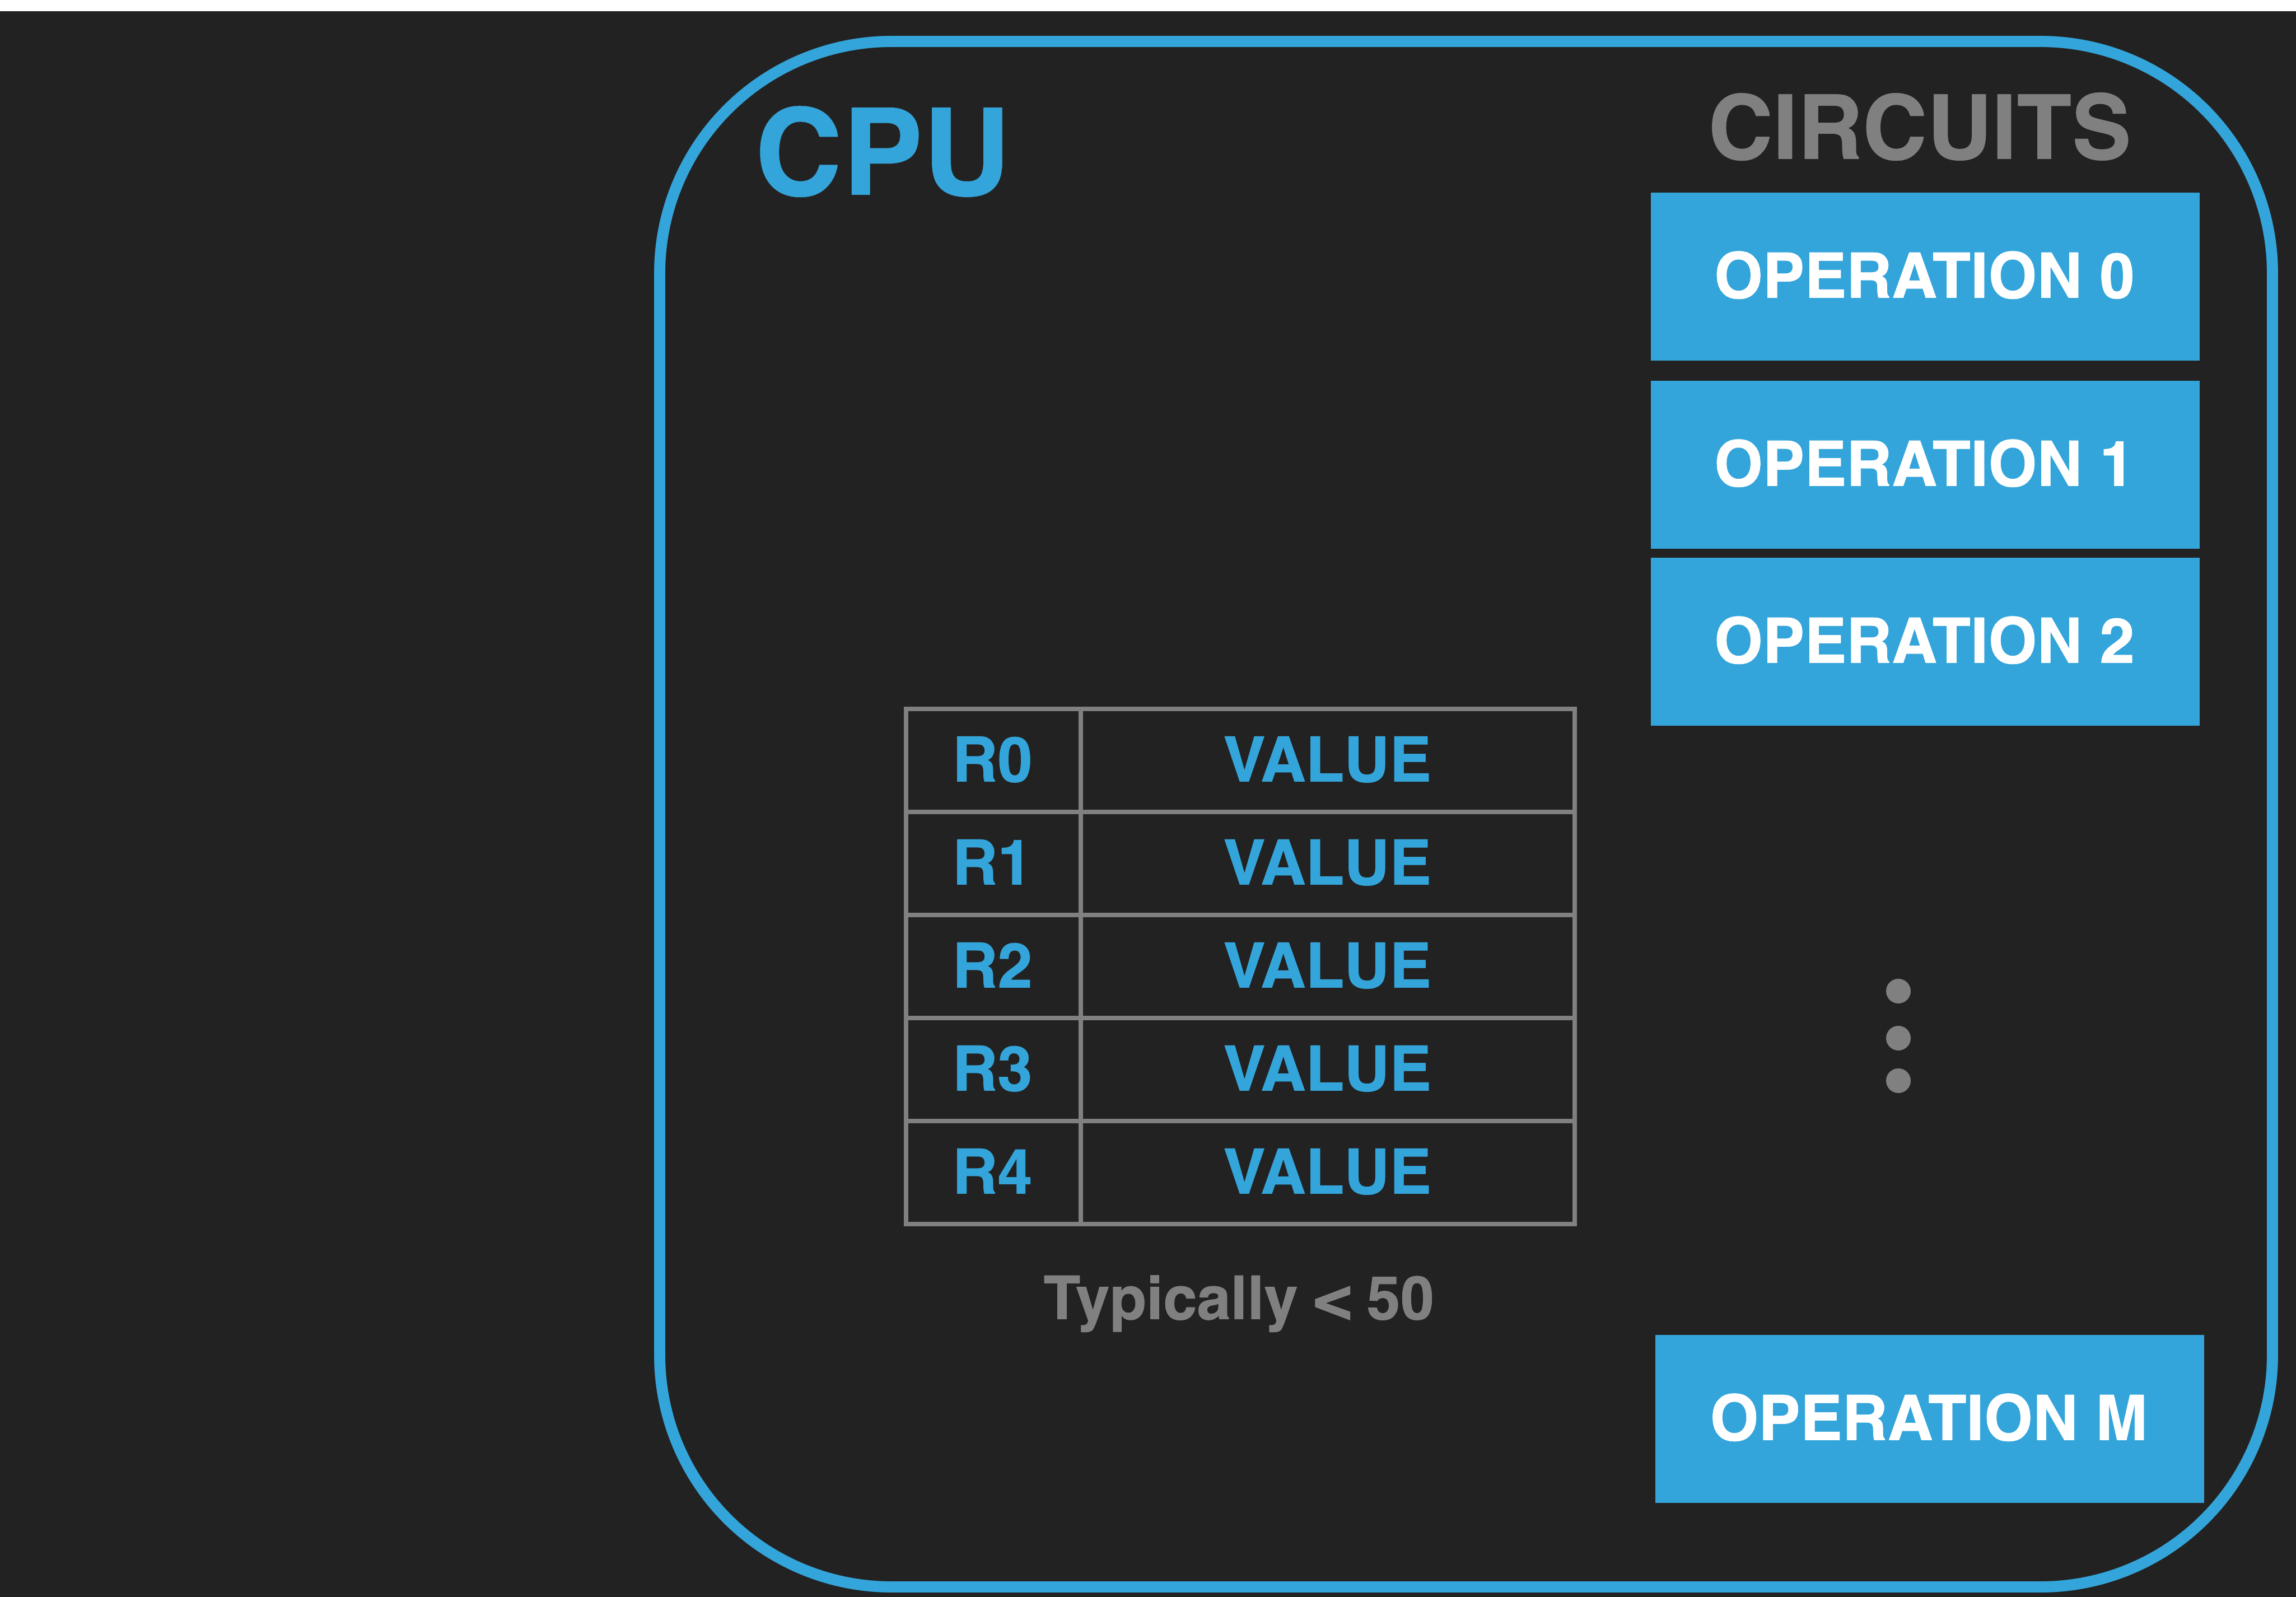 CPU
CIRCUITS
OPERATION 0
OPERATION 1
OPERATION 2
R0 VALUE
R1 VALUE
R2 VALUE
R3 VALUE
R4 VALUE
Typically < 50
OPERATION M